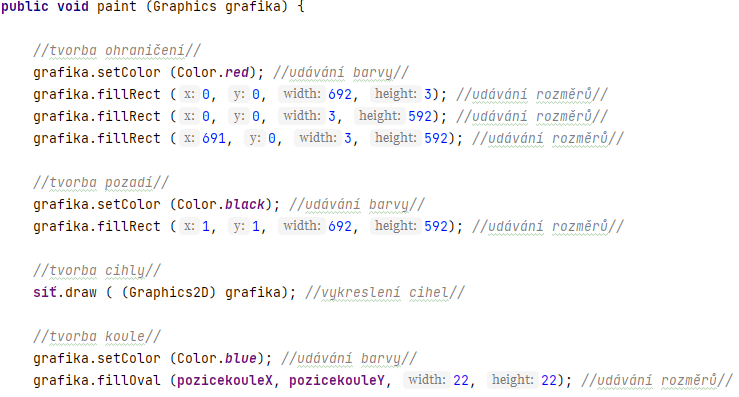 public void paint (Graphics grafika) {
//tvorba ohraničení//
grafika.setColor (Color.red); //udávání barvy//
grafika.fillRect ( x: 0, y: 0, width: 692, height: 3); //udávání rozměrů//
grafika.fillRect ( x: 0, y: 0, width: 3, height: 592); //udávání rozměrů//
grafika.fillRect ( x: 691, y: 0, width: 3, height: 592); //udávání rozměrů//
//tvorba pozadí//
grafika.setColor (Color.black); //udávání barvy//
grafika.fillRect ( x: 1, y: 1, width: 692, height: 592); //udávání rozměrů//
//tvorba cihly//
síť.draw ( (Graphics2D) grafika); //vykreslení cihel//
//tvorba koule//
grafika.setColor (Color.blue); //udávání barvy//
grafika.fillOval (pozicekouleX, pozicekouleY, width: 22, height: 22); //udávání rozměrů//